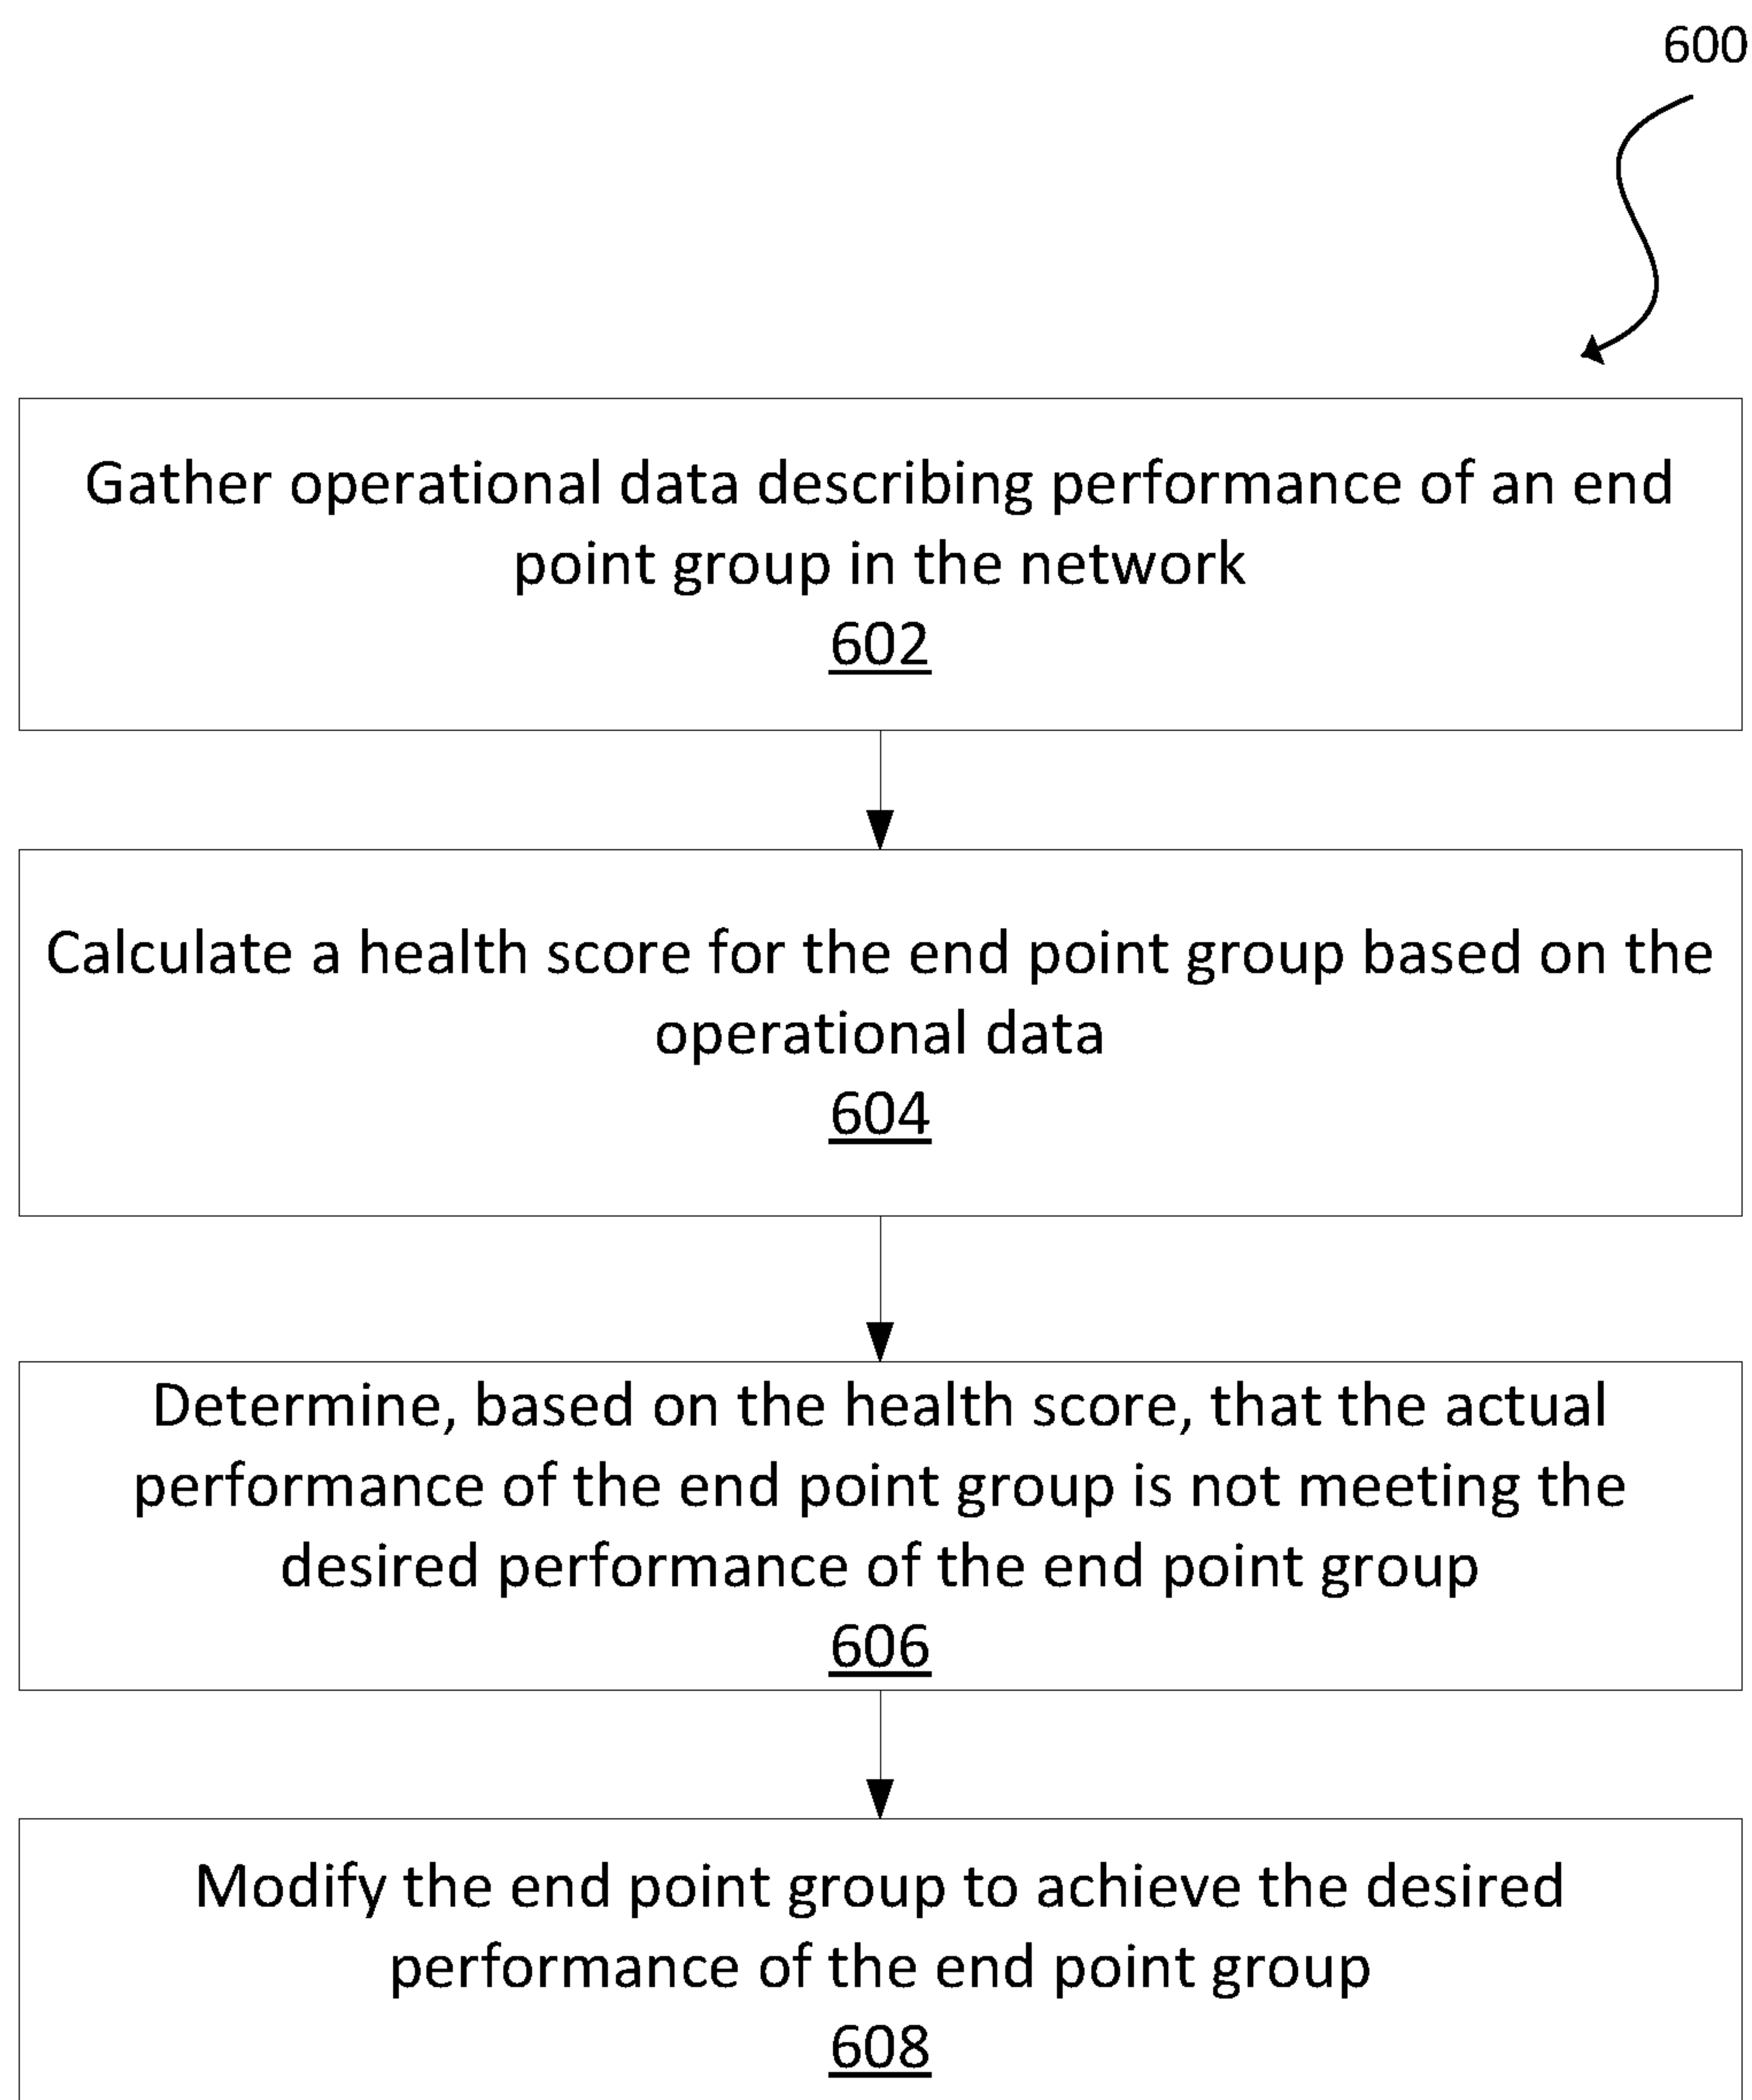 600
Gather operational data describing performance of an end
point group in the network
602
Calculate a health score for the end point group based on the
operational data
604
Determine, based on the health score, that the actual
performance of the end point group is not meeting the
desired performance of the end point group
606
Modify the end point group to achieve the desired
performance of the end point group
608